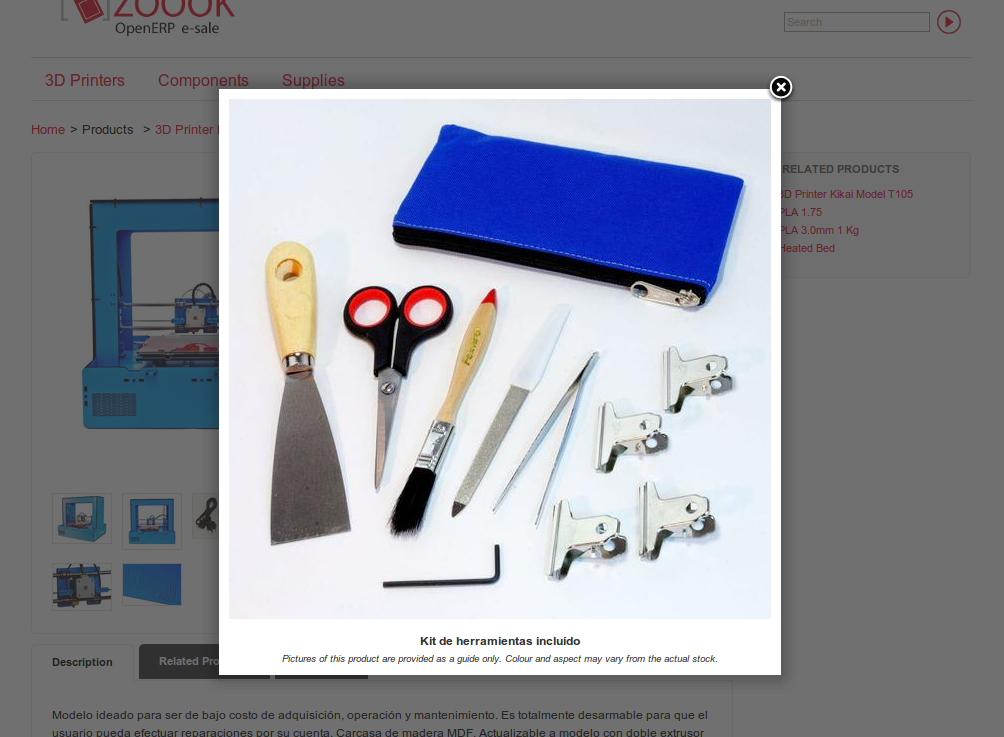 ZOOOK
OpenERP e-sale
Search
3D Printers Components Supplies
Home > Products > 3D Printer
RELATED PRODUCTS
3D Printer Kikai Model T105
PLA 1.75
PLA 3.0mm 1 Kg
Heated Bed
Kit de herramientas incluído
Pictures of this product are provided as a guide only. Colour and aspect may vary from the actual stock.
Description Related Pro
Modelo ideado para ser de bajo costo de adquisición, operación y mantenimiento. Es totalmente desarmable para que el
usuario pueda efectuar reparaciones por su cuenta. Carcasa de madera MDF. Actualizable a modelo con doble extrusor